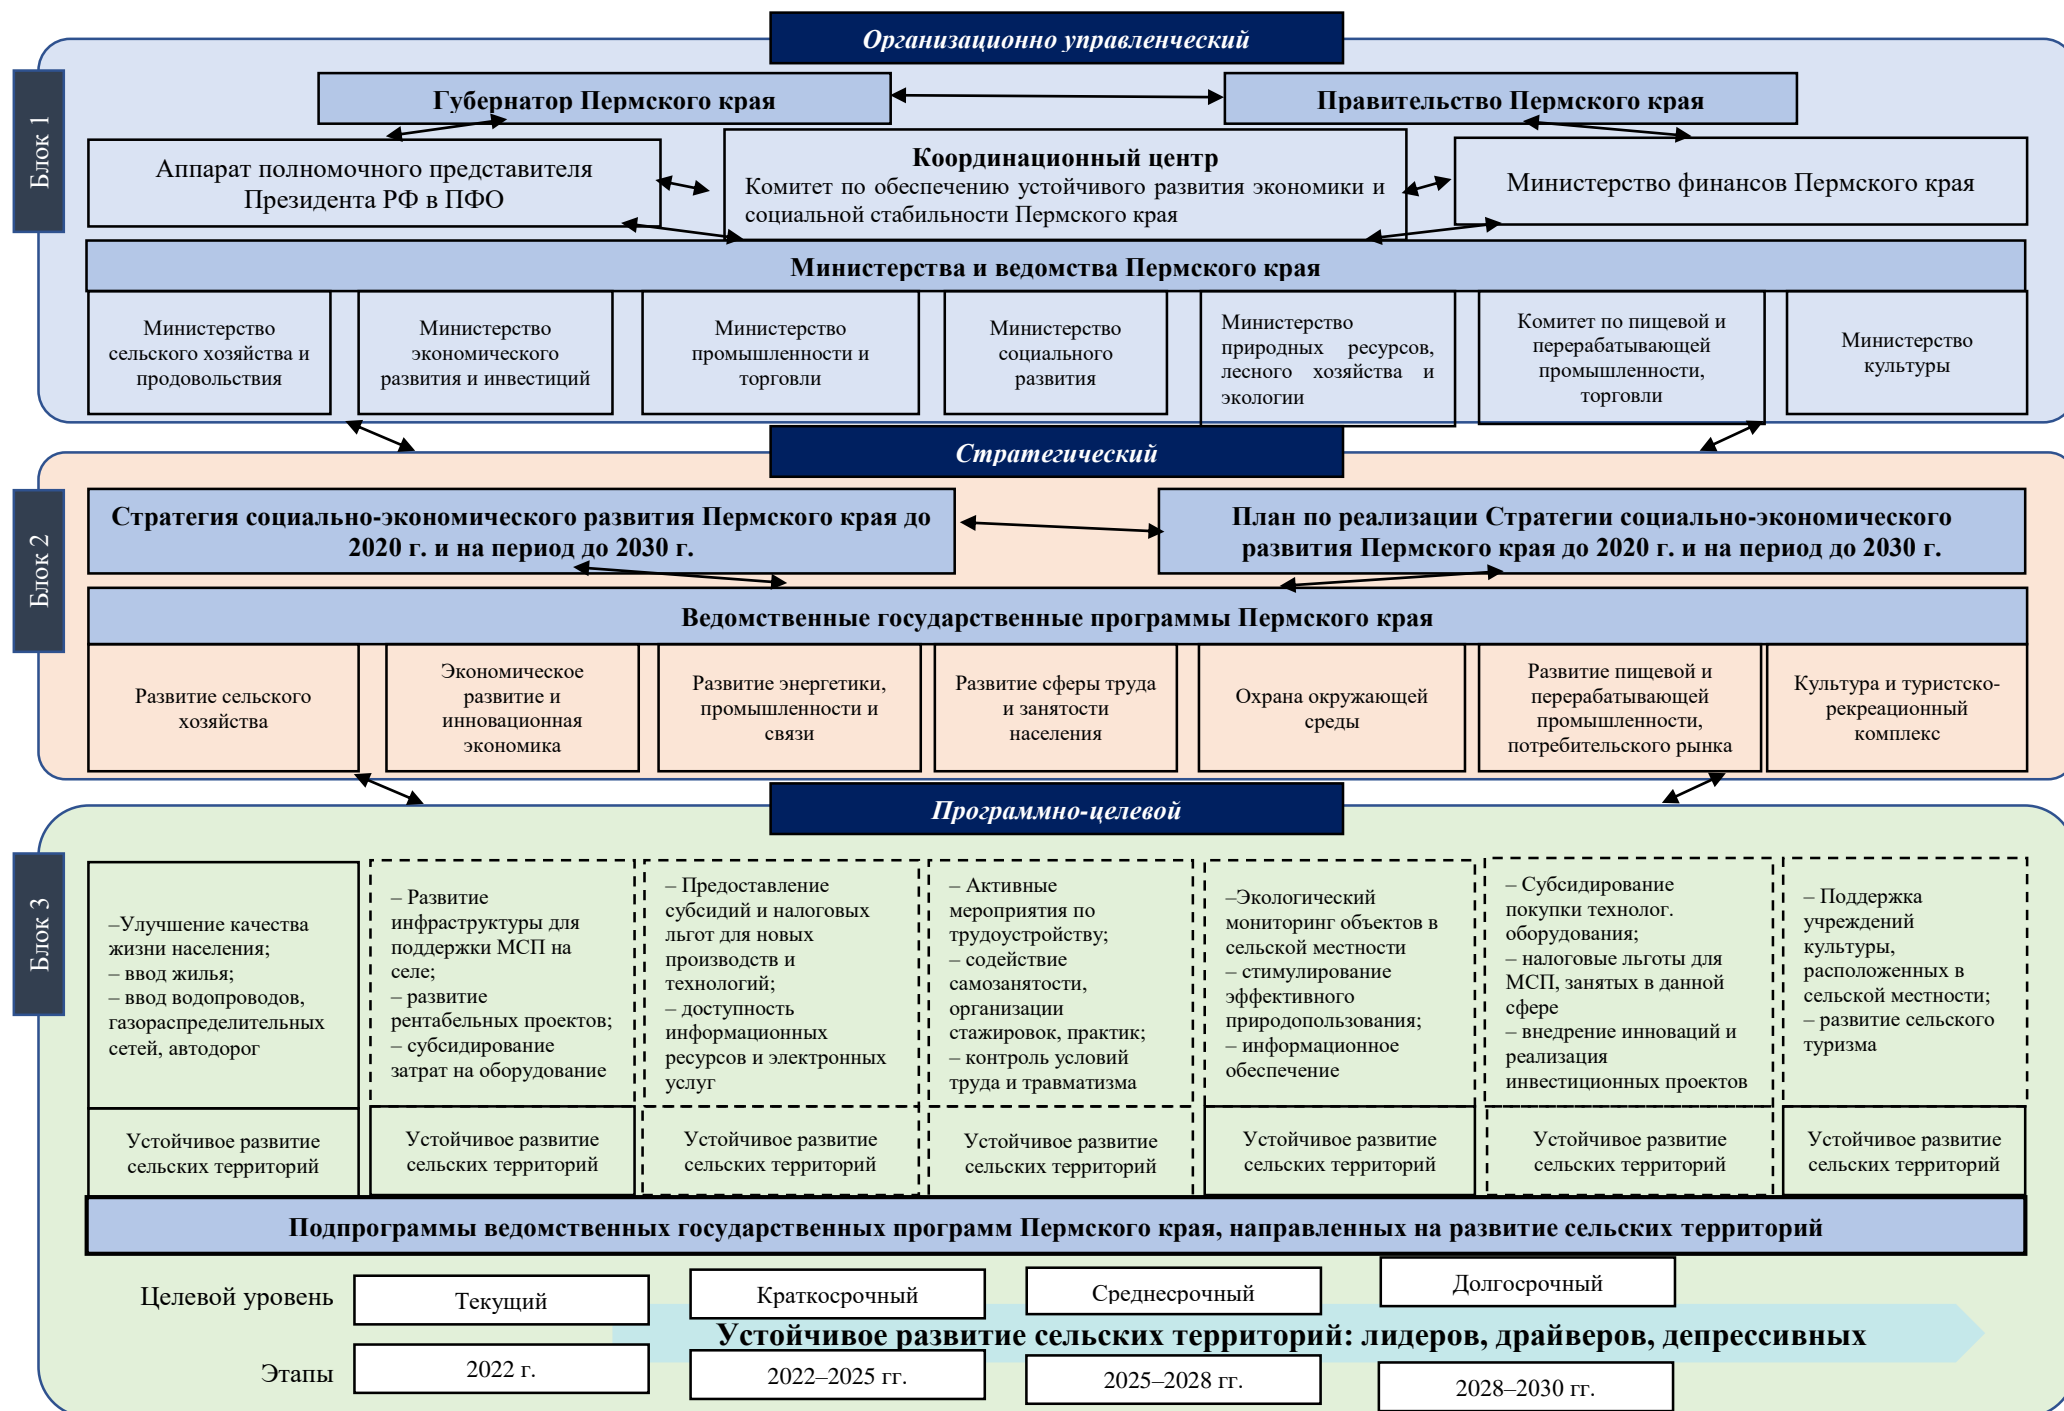 Организационно управленческий
Блок 1
Губернатор Пермского края
Правительство Пермского края
Аппарат полномочного представителя
Президента РФ в ПФО
Координационный центр
Комитет по обеспечению устойчивого развития экономики и
социальной стабильности Пермского края
Министерство финансов Пермского края
Министерства и ведомства Пермского края
Министерство
сельского хозяйства и
продовольствия
Министерство
экономического
развития и инвестиций
Министерство
промышленности и
торговли
Министерство
социального
развития
Министерство
природных ресурсов,
лесного хозяйства и
экологии
Комитет по пищевой и
перерабатывающей
промышленности,
торговли
Министерство
культуры
Стратегический
Блок 2
Стратегия социально-экономического развития Пермского края до
2020 г. и на период до 2030 г.
План по реализации Стратегии социально-экономического
развития Пермского края до 2020 г. и на период до 2030 г.
Ведомственные государственные программы Пермского края
Развитие сельского
хозяйства
Экономическое
развитие и
инновационная
экономика
Развитие энергетики,
промышленности и
связи
Развитие сферы труда
и занятости
населения
Охрана окружающей
среды
Развитие пищевой и
перерабатывающей
промышленности,
потребительского рынка
Культура и туристско-
рекреационный
комплекс
Программно-целевой
Блок 3
–Улучшение качества
жизни населения;
– ввод жилья;
– ввод водопроводов,
газораспределительных
сетей, автодорог
– Развитие
инфраструктуры для
поддержки МСП на
селе;
– развитие
рентабельных проектов;
– субсидирование
затрат на оборудование
– Предоставление
субсидий и налоговых
льгот для новых
производств и
технологий;
– доступность
информационных
ресурсов и электронных
услуг
– Активные
мероприятия по
трудоустройству;
– содействие
самозанятости,
организации
стажировок, практик;
– контроль условий
труда и травматизма
–Экологический
мониторинг объектов в
сельской местности
– стимулирование
эффективного
природопользования;
– информационное
обеспечение
– Субсидирование
покупки технолог.
оборудования;
– налоговые льготы для
МСП, занятых в данной
сфере
– внедрение инноваций и
реализация
инвестиционных проектов
– Поддержка
учреждений
культуры,
расположенных в
сельской местности;
– развитие сельского
туризма
Устойчивое развитие
сельских территорий
Устойчивое развитие
сельских территорий
Устойчивое развитие
сельских территорий
Устойчивое развитие
сельских территорий
Устойчивое развитие
сельских территорий
Устойчивое развитие
сельских территорий
Устойчивое развитие
сельских территорий
Подпрограммы ведомственных государственных программ Пермского края, направленных на развитие сельских территорий
Целевой уровень
Текущий
Краткосрочный
Среднесрочный
Долгосрочный
Устойчивое развитие сельских территорий: лидеров, драйверов, депрессивных
Этапы
2022 г.
2022–2025 гг.
2025–2028 гг.
2028–2030 гг.